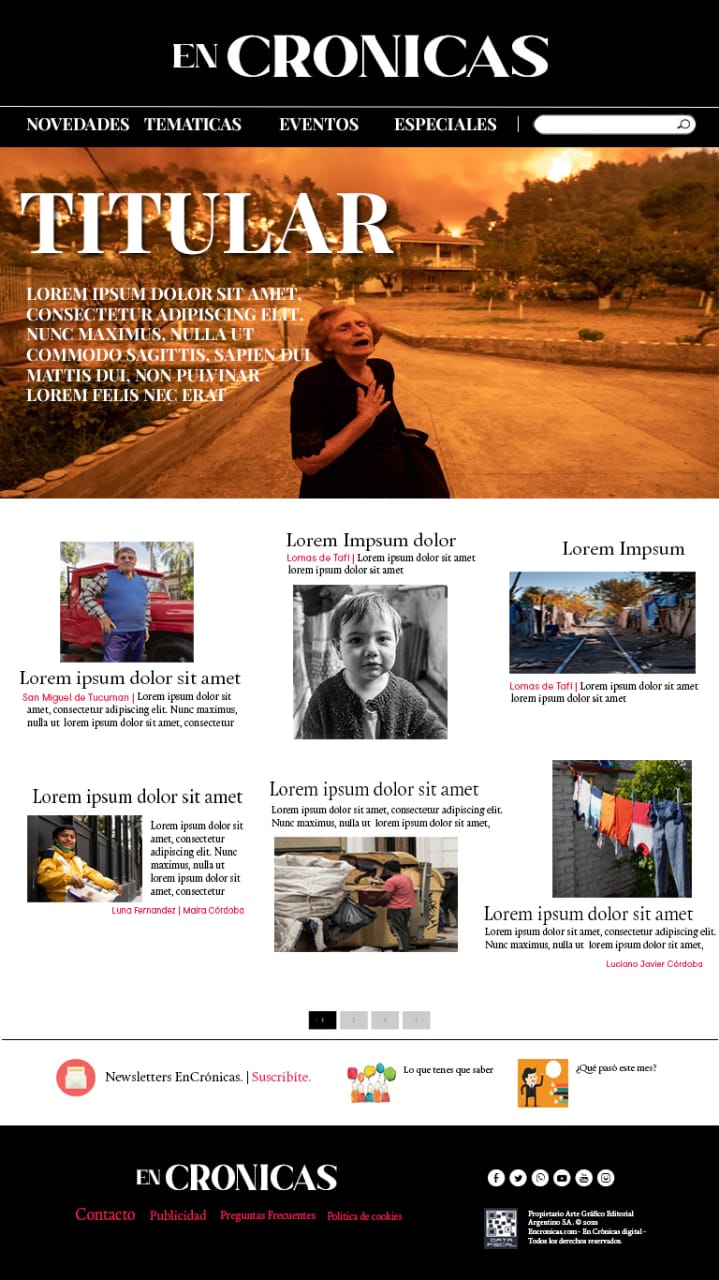 EN CRONICAS
NOVEDADES TEMATICAS EVENTOS ESPECIALES |
TITULAR
LOREM IPSUM DOLOR SIT AMET,
CONSECTETUR ADIPISCING ELIT.
NUNC MAXIMUS, NULLA UT
COMMODO SAGITTIS, SAPIEN DUI
MATTIS DUI, NON PULVINAR
LOREM FELIS NEC ERAT
Lorem ipsum dolor sit amet
San Miguel de Tucuman | Lorem ipsum dolor sit
amet, consectetur adipiscing elit. Nunc maximus,
nulla ut lorem ipsum dolor sit amet, consectetur
Lorem Impsum dolor
Lomas de Tafí | Lorem ipsum dolor sit amet
lorem ipsum dolor sit amet
Lorem Impsum
Lomas de Tafí | Lorem ipsum dolor sit amet
lorem ipsum dolor sit amet
Lorem ipsum dolor sit amet
Lorem ipsum dolor sit
amet, consectetur
adipiscing elit. Nunc
maximus, nulla ut
lorem ipsum dolor sit
amet, consectetur
Luna Fernandez | Maira Córdoba
Lorem ipsum dolor sit amet
Lorem ipsum dolor sit amet, consectetur adipiscing elit.
Nunc maximus, nulla ut lorem ipsum dolor sit amet,
Lorem ipsum dolor sit amet
Lorem ipsum dolor sit amet, consectetur adipiscing elit.
Nunc maximus, nulla ut lorem ipsum dolor sit amet,
Luciano Javier Córdoba
1 2 3
Newsletters EnCrónicas. | Suscribíte.
Lo que tenes que saber
¿Qué pasó este mes?
EN CRONICAS
Contacto Publicidad Preguntas Frecuentes Política de cookies
DATA
FISCAL
Propietario Arte Gráfico Editorial
Argentino S.A. © 2021
Encronicas.com - En Crónicas digital -
Todos los derechos reservados.